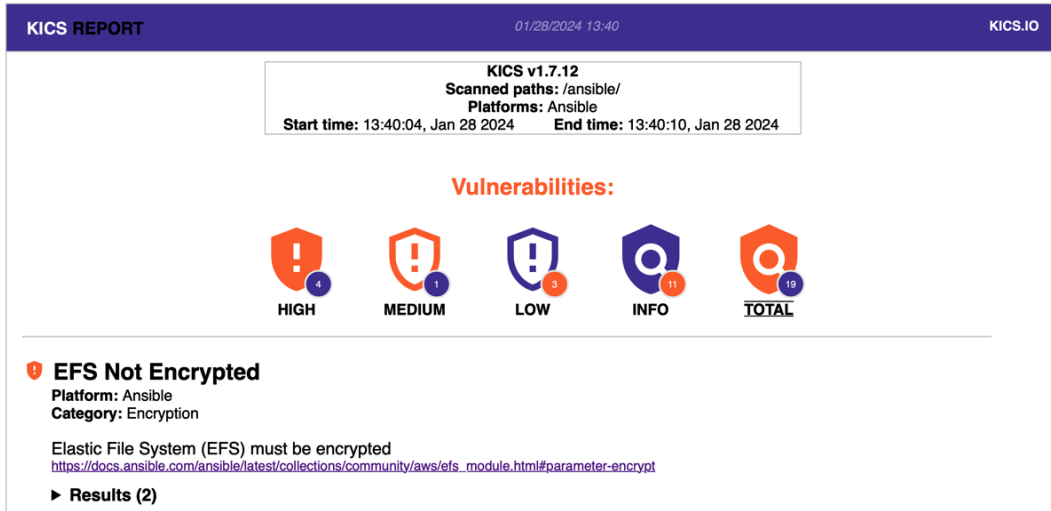 KICS REPORT 01/28/2024 13:40 KICS.IO
KICS v1.7.12
Scanned paths: /ansible/
Platforms: Ansible
Start time: 13:40:04, Jan 28 2024 End time: 13:40:10, Jan 28 2024
Vulnerabilities:
4 1 3 11 19
HIGH MEDIUM LOW INFO TOTAL
EFS Not Encrypted
Platform: Ansible
Category: Encryption
Elastic File System (EFS) must be encrypted
https://docs.ansible.com/ansible/latest/collections/community/aws/efs_module.html#parameter-encrypt
Results (2)